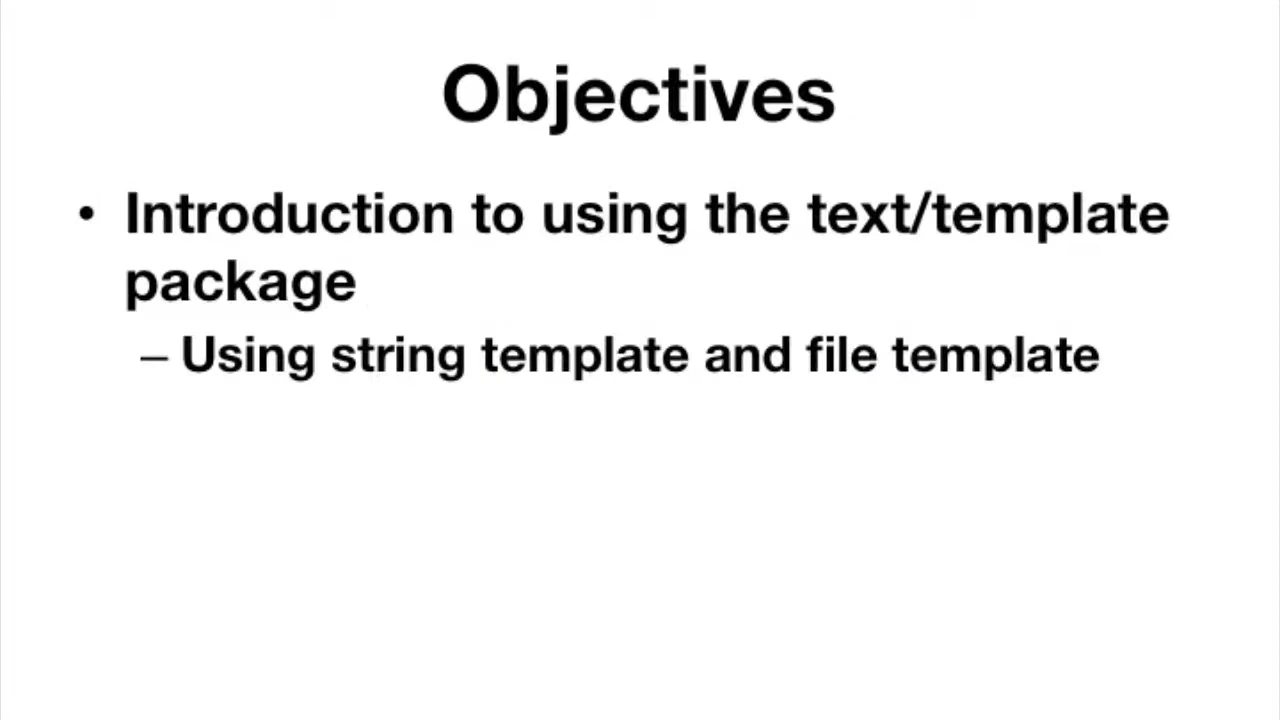 Objectives
• Introduction to using the text/template
package
– Using string template and file template